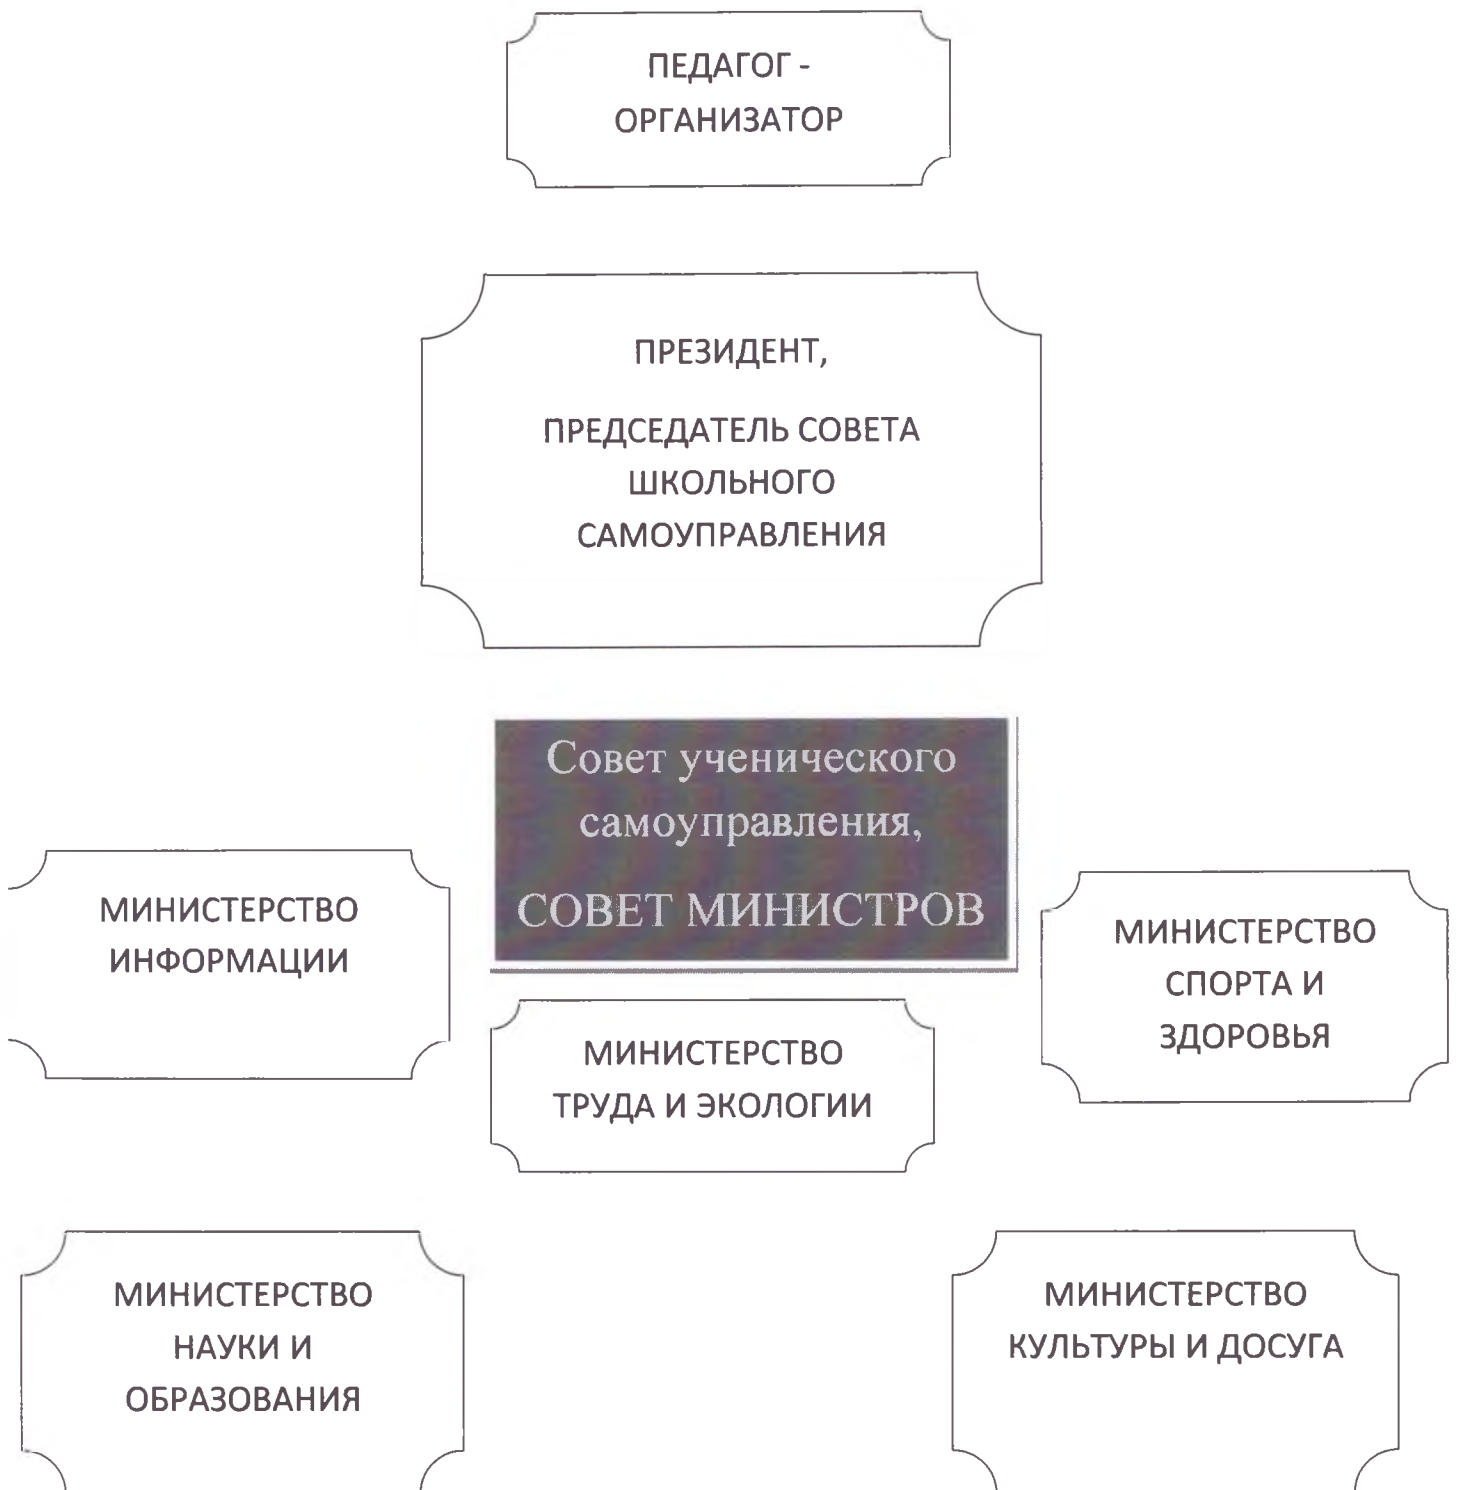 ПЕДАГОГ -
ОРГАНИЗАТОР
ПРЕЗИДЕНТ,
ПРЕДСЕДАТЕЛЬ СОВЕТА
ШКОЛЬНОГО
САМОУПРАВЛЕНИЯ
Совет ученического
самоуправления,
СОВЕТ МИНИСТРОВ
МИНИСТЕРСТВО
ИНФОРМАЦИИ
МИНИСТЕРСТВО
СПОРТА И
ЗДОРОВЬЯ
МИНИСТЕРСТВО
ТРУДА И ЭКОЛОГИИ
МИНИСТЕРСТВО
НАУКИ И
ОБРАЗОВАНИЯ
МИНИСТЕРСТВО
КУЛЬТУРЫ И ДОСУГА